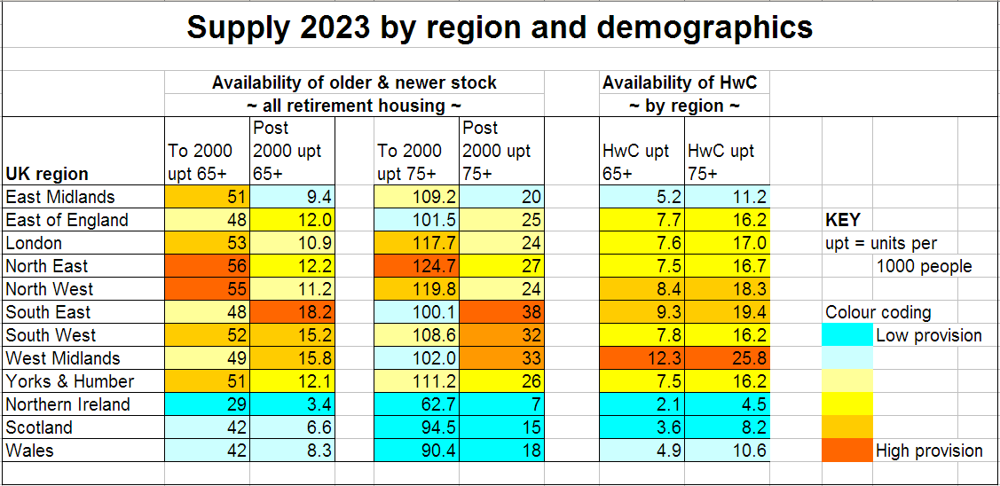 Supply 2023 by region and demographics
Availability of older & newer stock Availability of HwC
~ all retirement housing ~ ~ by region ~
UK region To 2000 upt 65+ Post 2000 upt 65+ To 2000 upt 75+ Post 2000 upt 75+ HwC upt 65+ HwC upt 75+
East Midlands 51 9.4 109.2 20 5.2 11.2
East of England 48 12.0 101.5 25 7.7 16.2 KEY
London 53 10.9 117.7 24 7.6 17.0 upt = units per
North East 56 12.2 124.7 27 7.5 16.7 1000 people
North West 55 11.2 119.8 24 8.4 18.3
South East 48 18.2 100.1 38 9.3 19.4 Colour coding
South West 52 15.2 108.6 32 7.8 16.2 Low provision
West Midlands 49 15.8 102.0 33 12.3 25.8
Yorks & Humber 51 12.1 111.2 26 7.5 16.2
Northern Ireland 29 3.4 62.7 7 2.1 4.5
Scotland 42 6.6 94.5 15 3.6 8.2
Wales 42 8.3 90.4 18 4.9 10.6 High provision